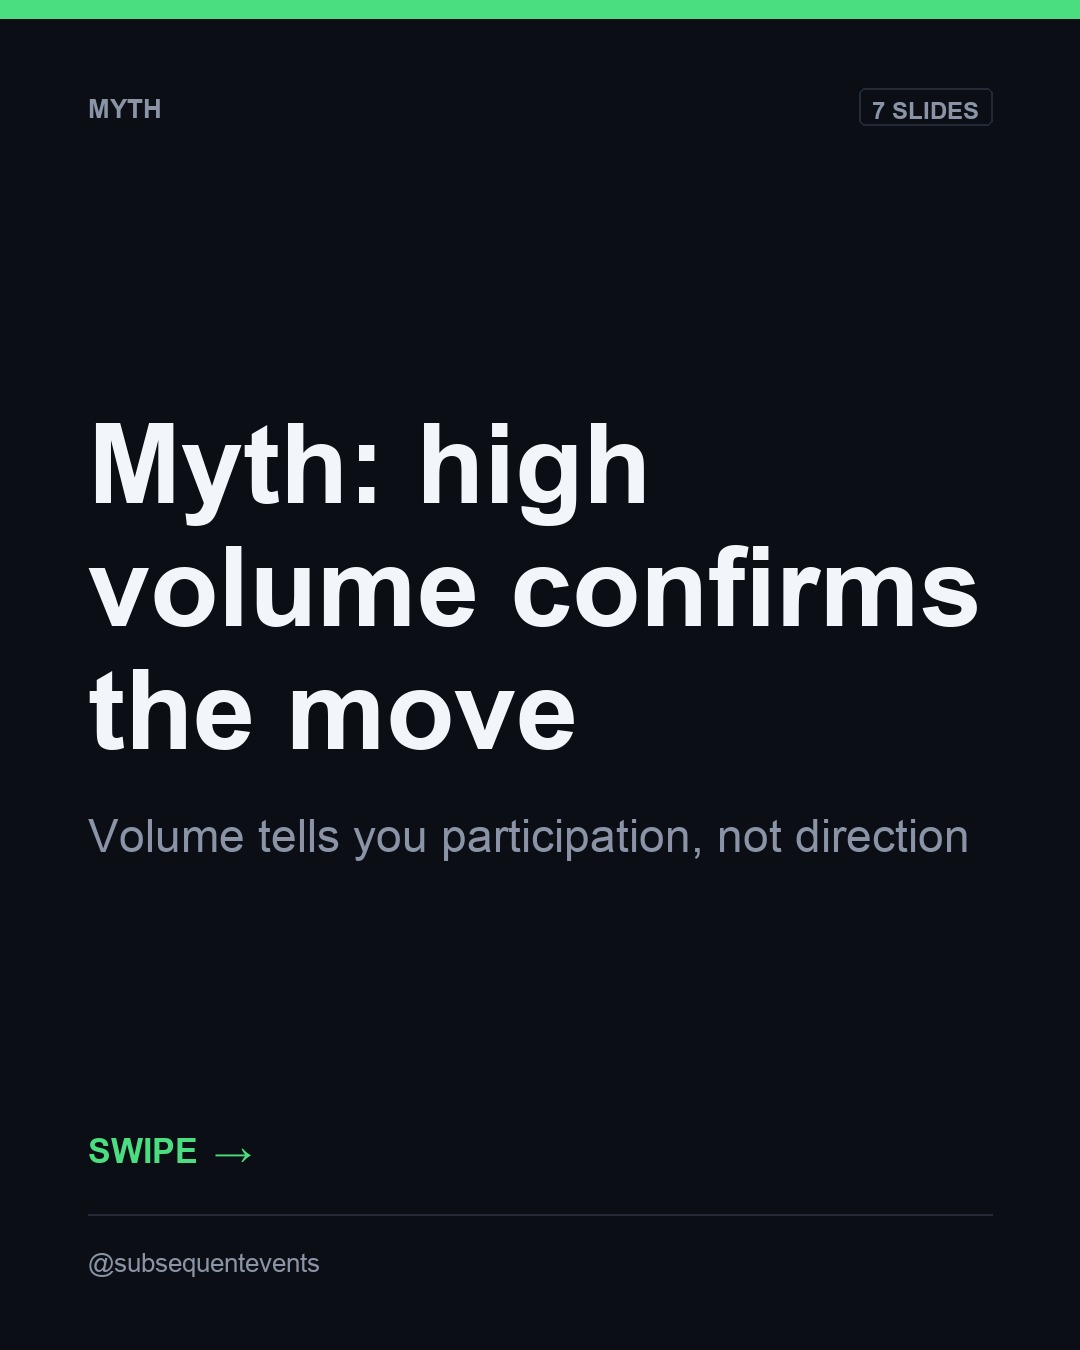 MYTH
7 SLIDES
Myth: high
volume confirms
the move
Volume tells you participation, not direction
SWIPE →
@subsequentevents